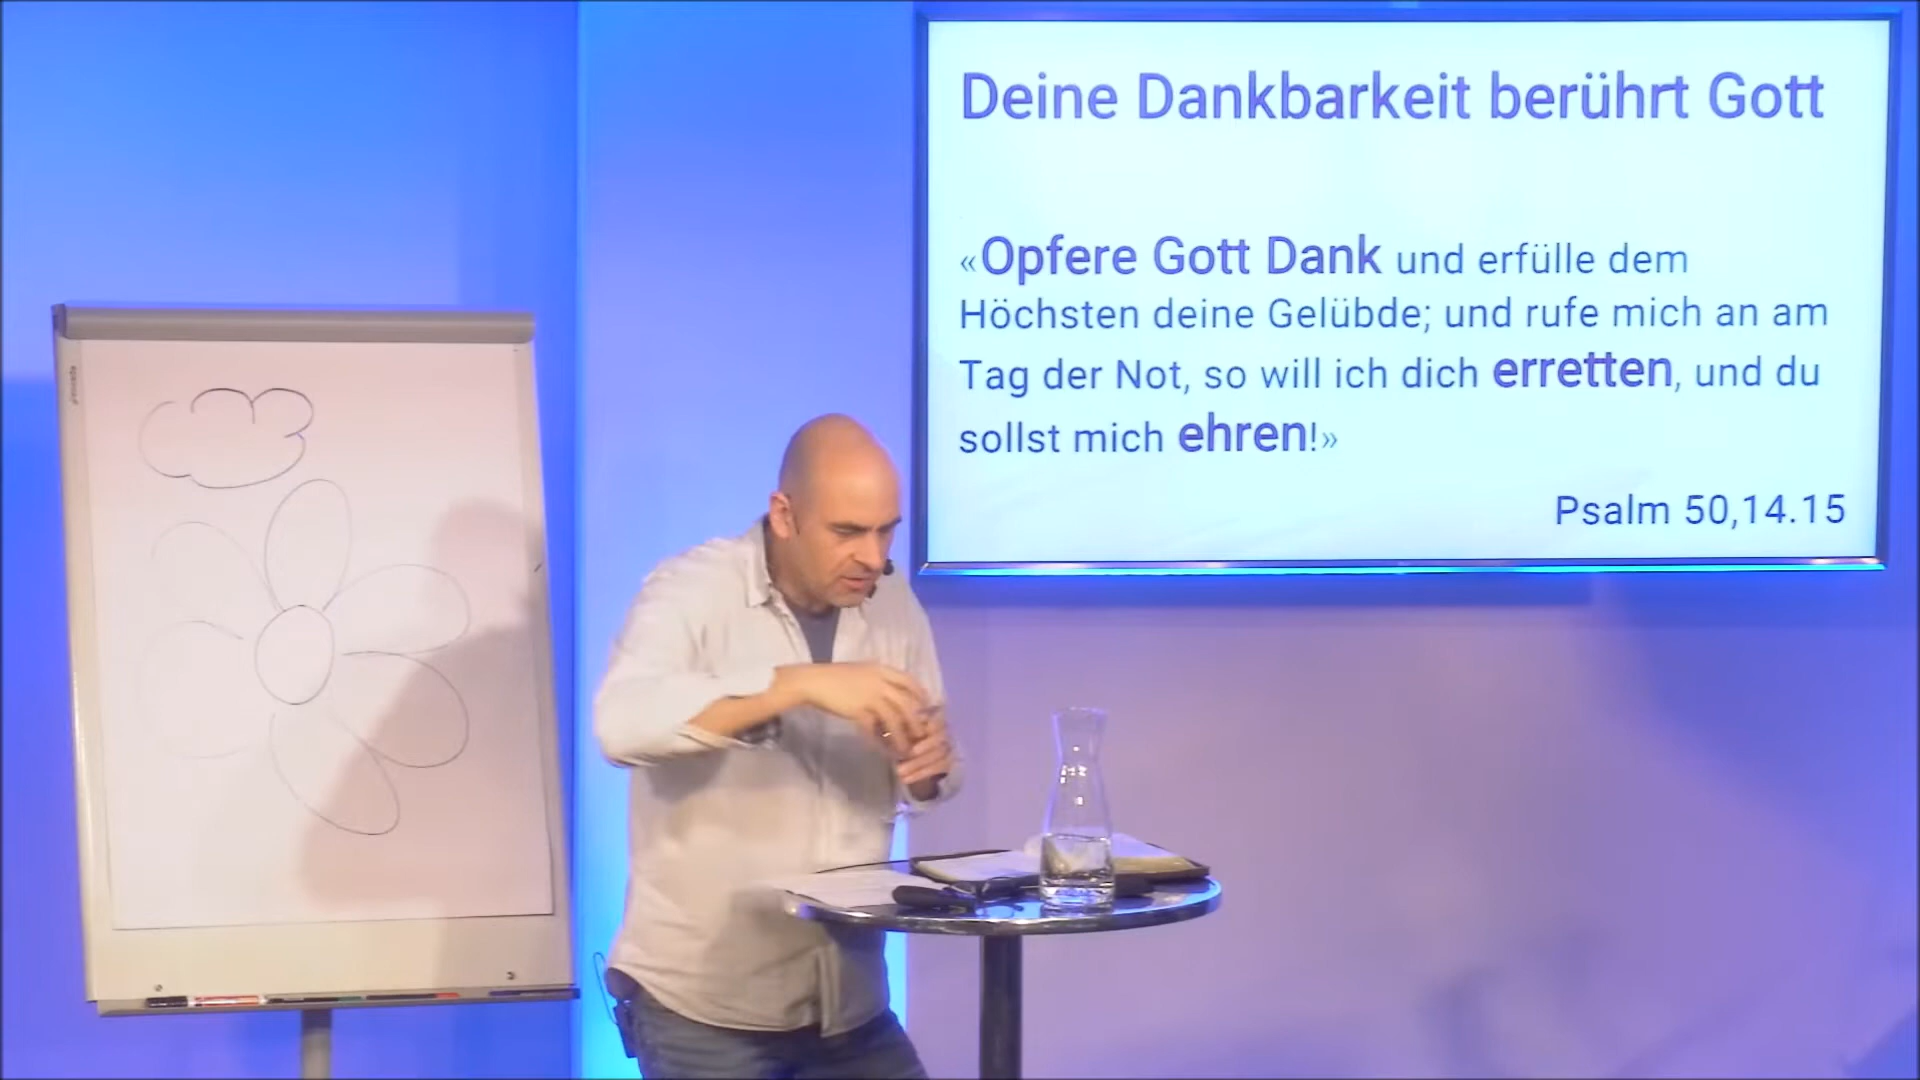 Deine Dankbarkeit berührt Gott
«Opfere Gott Dank und erfülle dem
Höchsten deine Gelübde; und rufe mich an am
Tag der Not, so will ich dich erretten, und du
sollst mich ehren!»
Psalm 50,14.15